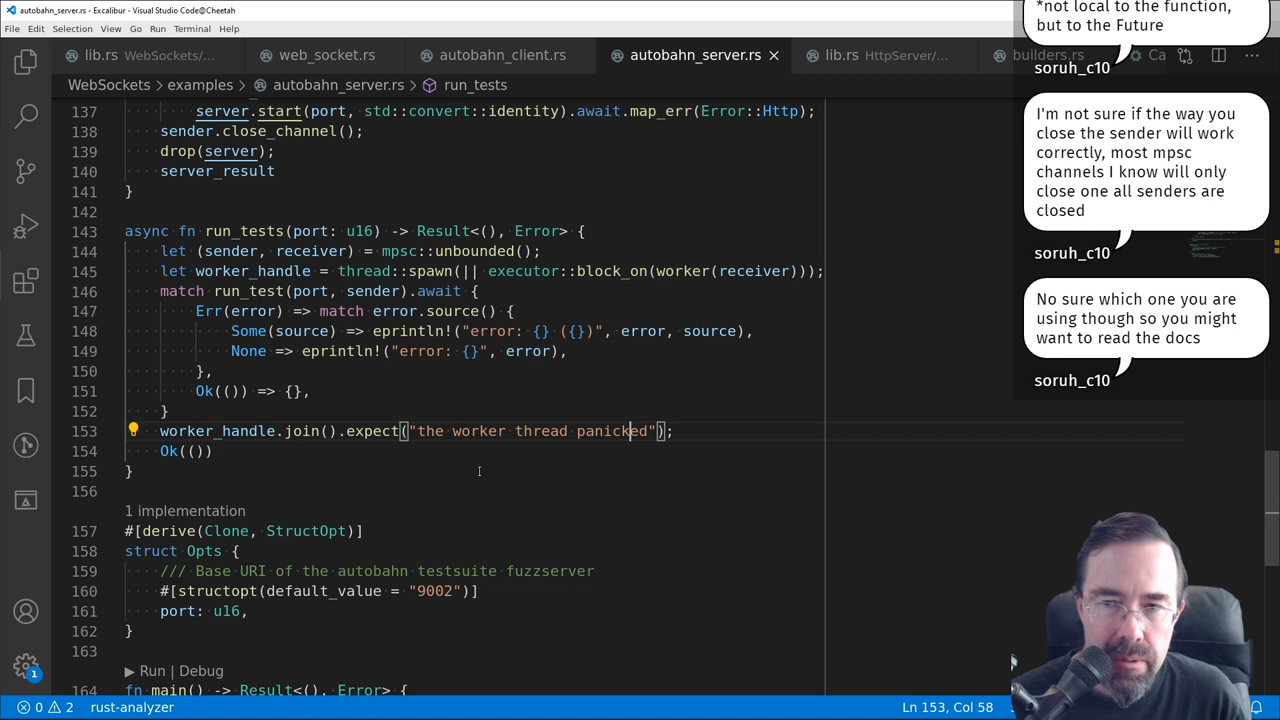 autobahn_server.rs - Excalibur - Visual Studio Code@Cheetah
File Edit Selection View Go Run Terminal Help
lib.rs WebSockets/...
web_socket.rs
autobahn_client.rs
autobahn_server.rs
lib.rs HttpServer/...
builders.rs
Ca
WebSockets > examples > autobahn_server.rs > run_tests
137 server.start(port, std::convert::identity).await.map_err(Error::Http);
138 sender.close_channel();
139 drop(server);
140 server_result
141 }
142
143 async fn run_tests(port: u16) -> Result<(), Error> {
144 let (sender, receiver) = mpsc::unbounded();
145 let worker_handle = thread::spawn(|| executor::block_on(worker(receiver)));
146 match run_test(port, sender).await {
147 Err(error) => match error.source() {
148 Some(source) => eprintln!("error: {} ({})", error, source),
149 None => eprintln!("error: {}", error),
150 },
151 Ok(()) => {},
152 }
153 worker_handle.join().expect("the worker thread panicked");
154 Ok(())
155 }
156
1 implementation
157 #[derive(Clone, StructOpt)]
158 struct Opts {
159 /// Base URI of the autobahn testsuite fuzzserver
160 #[structopt(default_value = "9002")]
161 port: u16,
162 }
163
▶ Run | Debug
164 fn main() -> Result<(), Error> {
*not local to the function,
but to the Future
soruh_c10
I'm not sure if the way you
close the sender will work
correctly, most mpsc
channels I know will only
close one all senders are
closed
soruh_c10
No sure which one you are
using though so you might
want to read the docs
soruh_c10
1
0 2 rust-analyzer
Ln 153, Col 58